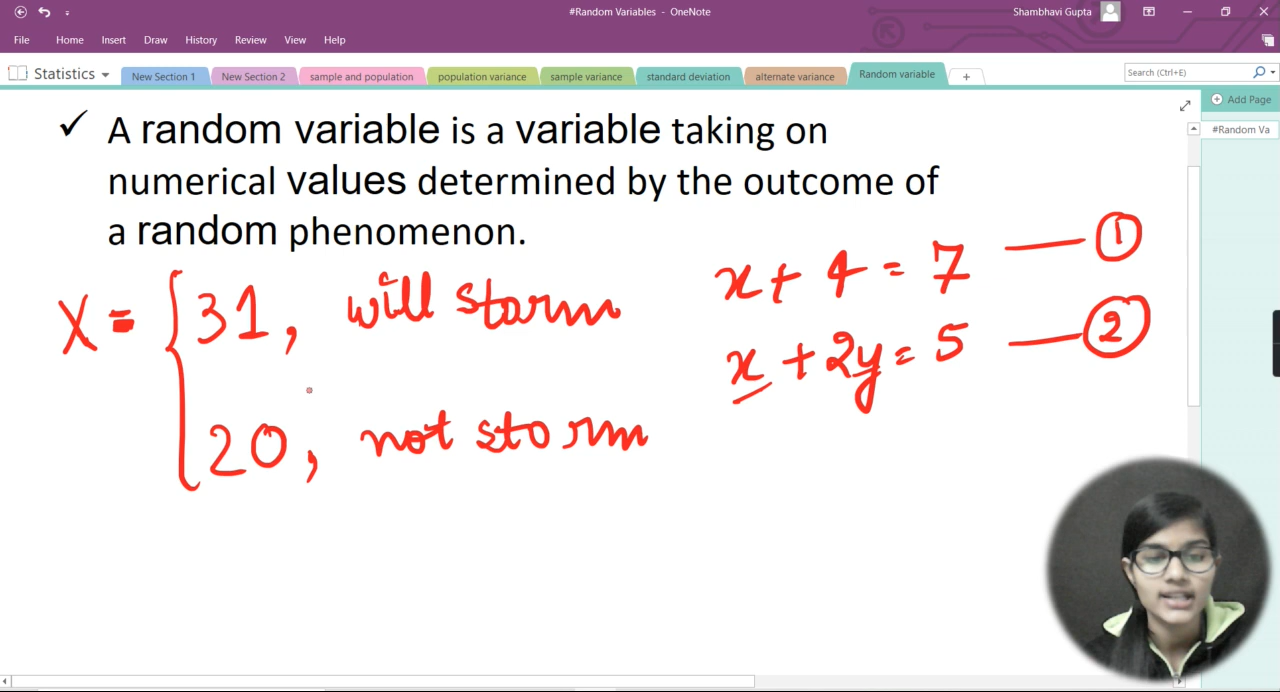 #Random Variables - OneNote
Shambhavi Gupta
File Home Insert Draw History Review View Help
Statistics New Section 1 New Section 2 sample and population population variance sample variance standard deviation alternate variance Random variable + Search (Ctrl+E)
Add Page
#Random Va
✓ A random variable is a variable taking on
numerical values determined by the outcome of
a random phenomenon.
x + 4 = 7 — 1
X = { 31, will storm
x + 2y = 5 — 2
20, not storm